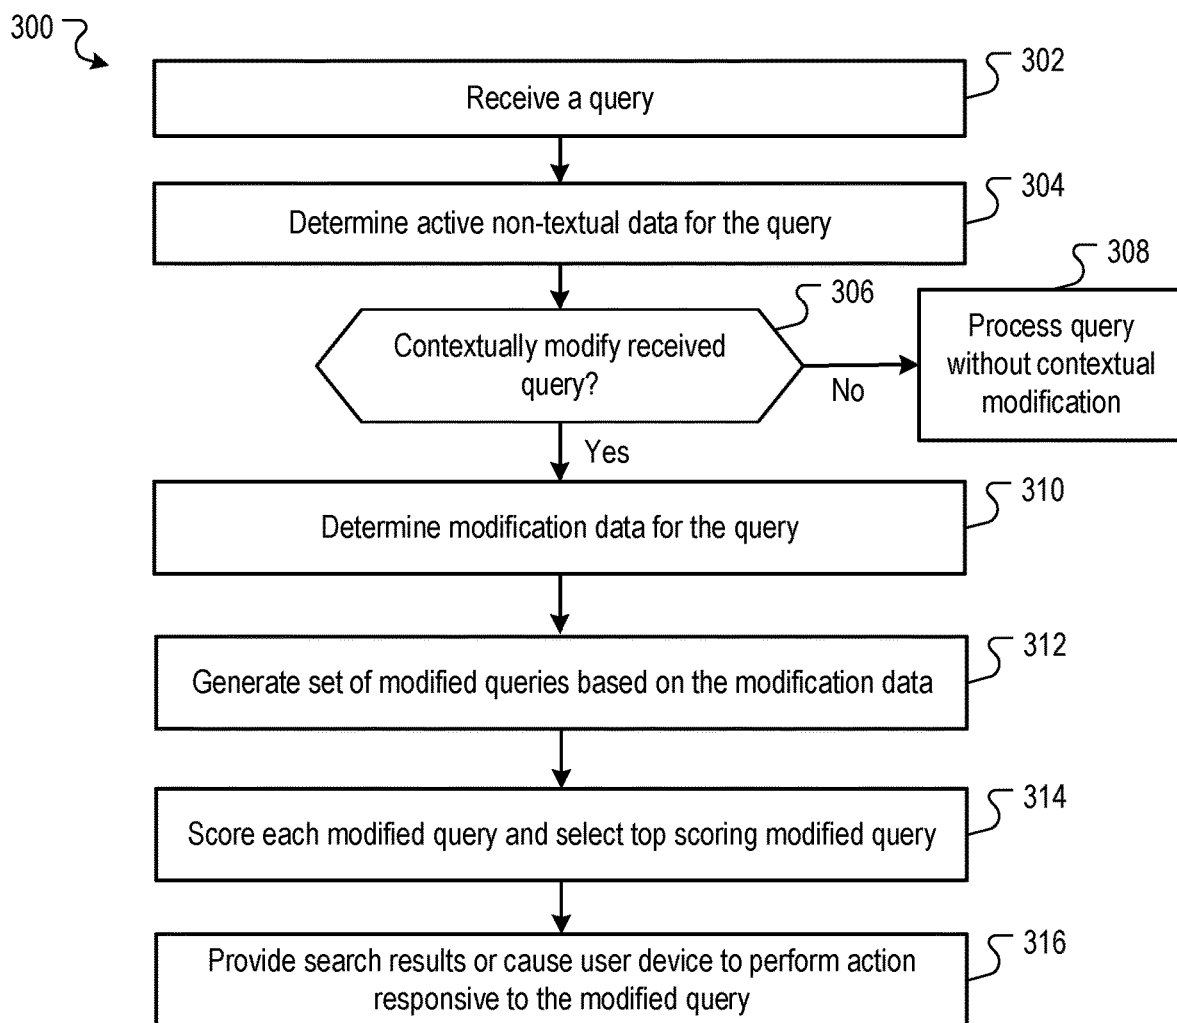 300
302
Receive a query
304
Determine active non-textual data for the query
308
306
Process query
without contextual
modification
Contextually modify received
query?
No
Yes
310
Determine modification data for the query
312
Generate set of modified queries based on the modification data
314
Score each modified query and select top scoring modified query
316
Provide search results or cause user device to perform action
responsive to the modified query